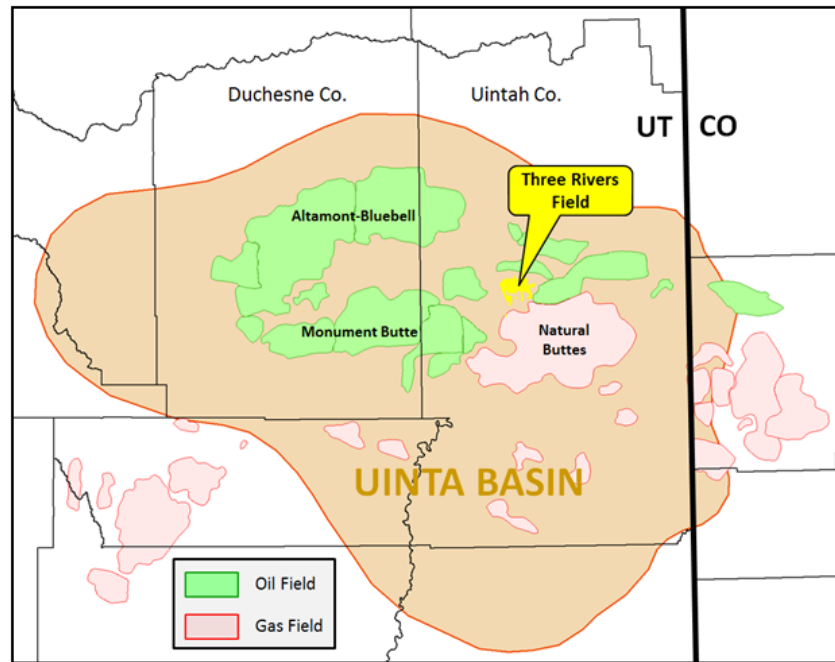 Duchesne Co.
Uintah Co.
UT
CO
Three Rivers
Field
Altamont-Bluebell
Monument Butte
Natural
Buttes
UINTA BASIN
Oil Field
Gas Field